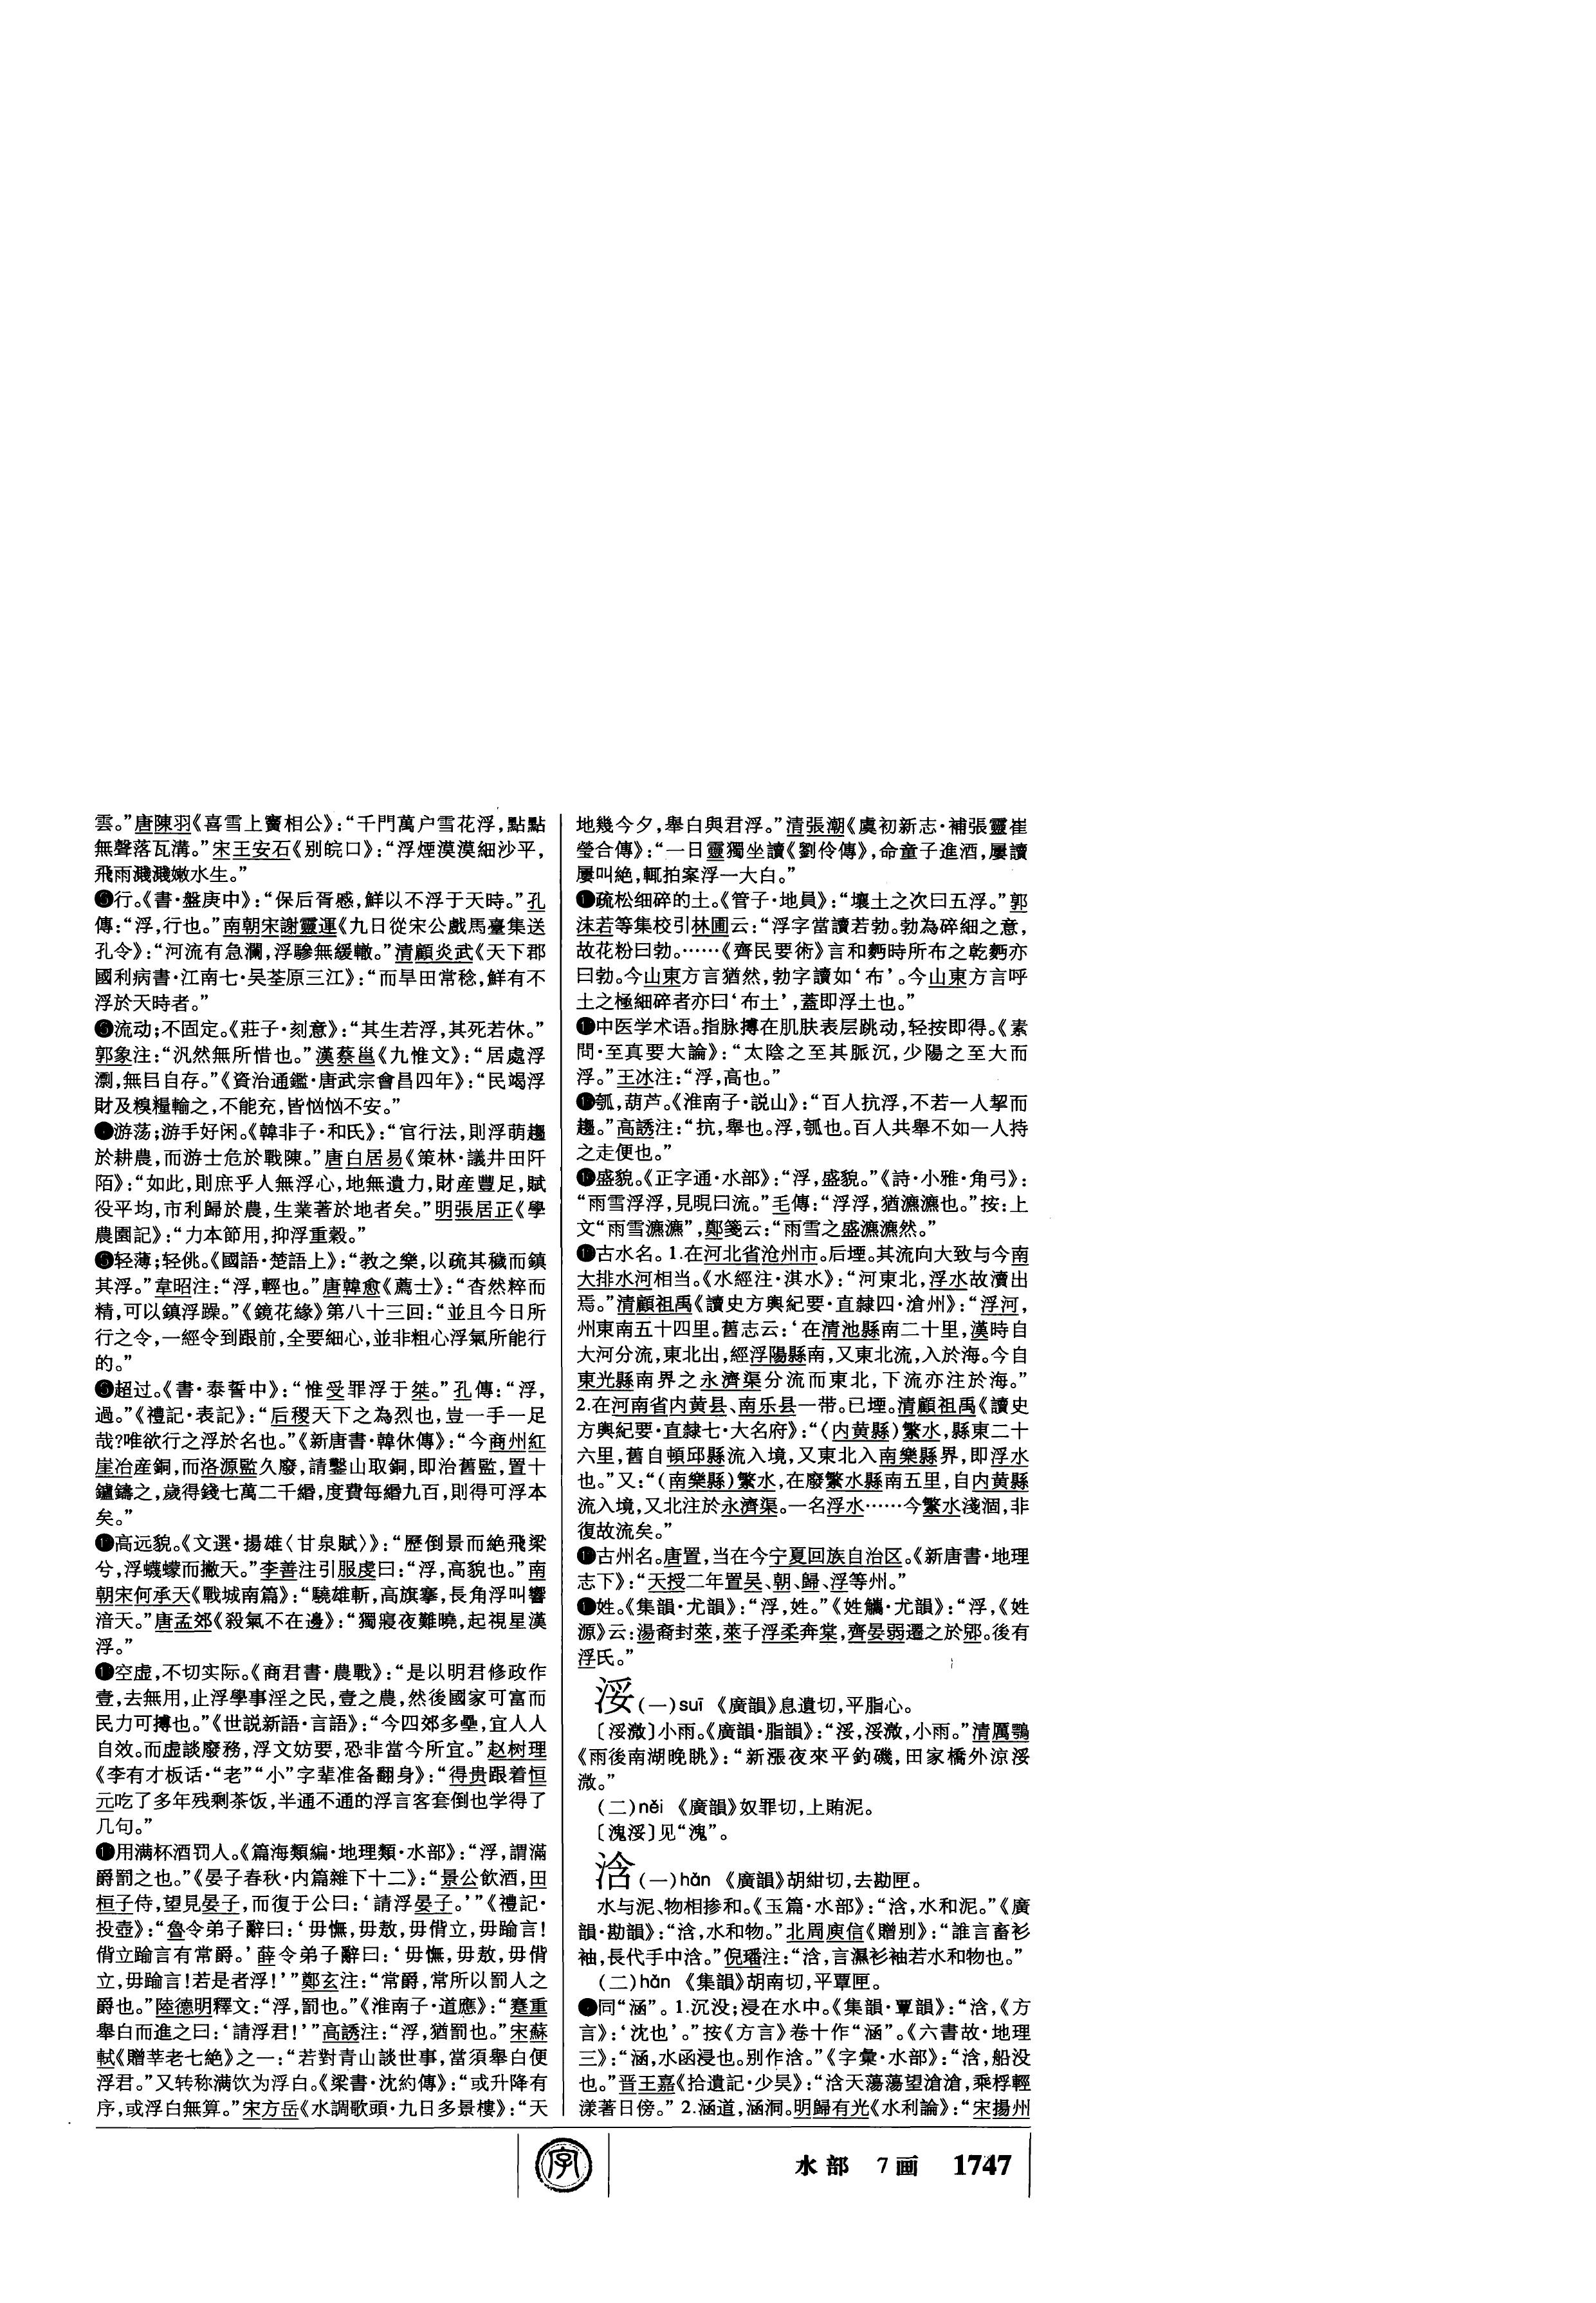 雲。”唐陳羽《喜雪上竇相公》：“千門萬户雪花浮，點點
無聲落瓦溝。”宋王安石《别皖口》：“浮煙漠漠細沙平，
飛雨濺濺嫩水生。”
行。《書·盤庚中》：“保后胥慼，鮮以不浮于天時。”孔
傳：“浮，行也。”南朝宋謝靈運《九日從宋公戲馬臺集送
孔令》：“河流有急瀾，浮驂無緩轍。”清顧炎武《天下郡
國利病書·江南七·吴荃原三江》：“而旱田常稔，鮮有不
浮於天時者。”
流动；不固定。《莊子·刻意》：“其生若浮，其死若休。”
郭象注：“汎然無所惜也。”漢蔡邕《九惟文》：“居處浮
，無㠯自存。”《資治通鑑·唐武宗會昌四年》：“民竭浮
財及糗糧輸之，不能充，皆恟恟不安。”
游荡；游手好闲。《韓非子·和氏》：“官行法，則浮萌趨
於耕農，而游士危於戰陳。”唐白居易《策林·議井田阡
陌》：“如此，則庶乎人無浮心，地無遺力，財産豐足，賦
役平均，市利歸於農，生業著於地者矣。”明張居正《學
農園記》：“力本節用，抑浮重穀。”
轻薄；轻佻。《國語·楚語上》：“教之樂，以疏其穢而鎮
其浮。”韋昭注：“浮，輕也。”唐韓愈《薦士》：“杳然粹而
精，可以鎮浮躁。”《鏡花緣》第八十三回：“並且今日所
行之令，一經令到跟前，全要細心，並非粗心浮氣所能行
的。”
超过。《書·泰誓中》：“惟受罪浮于桀。”孔傳：“浮，
過。”《禮記·表記》：“后稷天下之為烈也，豈一手一足
哉？唯欲行之浮於名也。”《新唐書·韓休傳》：“今商州紅
崖冶産銅，而洛源監久廢，請鑿山取銅，即治舊監，置十
鑪鑄之，歲得錢七萬二千緡，度費每緡九百，則得可浮本
矣。”
高远貌。《文選·揚雄〈甘泉賦〉》：“歷倒景而絶飛梁
兮，浮蠛蠓而撇天。”李善注引服虔曰：“浮，高貌也。”南
朝宋何承天《戰城南篇》：“驍雄斬，高旗搴，長角浮叫響
湇天。”唐孟郊《殺氣不在邊》：“獨寢夜難曉，起視星漢
浮。”
空虚，不切实际。《商君書·農戰》：“是以明君修政作
壹，去無用，止浮學事淫之民，壹之農，然後國家可富而
民力可摶也。”《世説新語·言語》：“今四郊多壘，宜人人
自效。而虚談廢務，浮文妨要，恐非當今所宜。”赵树理
《李有才板话·“老”“小”字辈准备翻身》：“得贵跟着恒
元吃了多年残剩茶饭，半通不通的浮言客套倒也学得了
几句。”
用满杯酒罚人。《篇海類編·地理類·水部》：“浮，謂滿
爵罰之也。”《晏子春秋·内篇雜下十二》：“景公飲酒，田
桓子侍，望見晏子，而復于公曰：‘請浮晏子。’”《禮記·
投壺》：“魯令弟子辭曰：‘毋憮，毋敖，毋偝立，毋踰言！
偝立踰言有常爵。’薛令弟子辭曰：‘毋憮，毋敖，毋偝
立，毋踰言！若是者浮！’”鄭玄注：“常爵，常所以罰人之
爵也。”陸德明釋文：“浮，罰也。”《淮南子·道應》：“蹇重
舉白而進之曰：‘請浮君！’”高誘注：“浮，猶罰也。”宋蘇
軾《贈莘老七絶》之一：“若對青山談世事，當須舉白便
浮君。”又转称满饮为浮白。《梁書·沈約傳》：“或升降有
序，或浮白無算。”宋方岳《水調歌頭·九日多景樓》：“天
地幾今夕，舉白與君浮。”清張潮《虞初新志·補張靈崔
瑩合傳》：“一日靈獨坐讀《劉伶傳》，命童子進酒，屢讀
屢叫絶，輒拍案浮一大白。”
疏松细碎的土。《管子·地員》：“壤土之次曰五浮。”郭
沫若等集校引林圃云：“浮字當讀若勃。勃為碎細之意，
故花粉曰勃。……《齊民要術》言和麪時所布之乾麪亦
曰勃。今山東方言猶然，勃字讀如‘布’。今山東方言呼
土之極細碎者亦曰‘布土’，蓋即浮土也。”
中医学术语。指脉搏在肌肤表层跳动，轻按即得。《素
問·至真要大論》：“太陰之至其脈沉，少陽之至大而
浮。”王冰注：“浮，高也。”
瓠，葫芦。《淮南子·説山》：“百人抗浮，不若一人挈而
趨。”高誘注：“抗，舉也。浮，瓠也。百人共舉不如一人持
之走便也。”
盛貌。《正字通·水部》：“浮，盛貌。”《詩·小雅·角弓》：
“雨雪浮浮，見晛曰流。”毛傳：“浮浮，猶瀌瀌也。”按：上
文“雨雪瀌瀌”，鄭箋云：“雨雪之盛瀌瀌然。”
古水名。1.在河北省沧州市。后堙。其流向大致与今南
大排水河相当。《水經注·淇水》：“河東北，浮水故瀆出
焉。”清顧祖禹《讀史方輿紀要·直隸四·滄州》：“浮河，
州東南五十四里。舊志云：‘在清池縣南二十里，漢時自
大河分流，東北出，經浮陽縣南，又東北流，入於海。今自
東光縣南界之永濟渠分流而東北，下流亦注於海。”
2.在河南省内黄县、南乐县一带。已堙。清顧祖禹《讀史
方輿紀要·直隸七·大名府》：“（内黄縣）繁水，縣東二十
六里，舊自頓邱縣流入境，又東北入南樂縣界，即浮水
也。”又：“（南樂縣）繁水，在廢繁水縣南五里，自内黄縣
流入境，又北注於永濟渠。一名浮水……今繁水淺涸，非
復故流矣。”
古州名。唐置，当在今宁夏回族自治区。《新唐書·地理
志下》：“天授二年置吴、朝、歸、浮等州。”
姓。《集韻·尤韻》：“浮，姓。”《姓觿·尤韻》：“浮，《姓
源》云：湯裔封萊，萊子浮柔奔棠，齊晏弱遷之於郳。後有
浮氏。”
浽（一）suī 《廣韻》息遺切，平脂心。
〔浽溦〕小雨。《廣韻·脂韻》：“浽，浽溦，小雨。”清厲鶚
《雨後南湖晚眺》：“新漲夜來平釣磯，田家橋外涼浽
溦。”
（二）něi 《廣韻》奴罪切，上賄泥。
〔溾浽〕见“溾”。
浛（一）hǎn 《廣韻》胡紺切，去勘匣。
水与泥、物相掺和。《玉篇·水部》：“浛，水和泥。”《廣
韻·勘韻》：“浛，水和物。”北周庾信《贈别》：“誰言畜衫
袖，長代手中浛。”倪璠注：“浛，言濕衫袖若水和物也。”
（二）hǎn 《集韻》胡南切，平覃匣。
同“涵”。1.沉没；浸在水中。《集韻·覃韻》：“浛，《方
言》：‘沈也’。”按《方言》卷十作“涵”。《六書故·地理
三》：“涵，水函浸也。别作浛。”《字彙·水部》：“浛，船没
也。”晋王嘉《拾遺記·少昊》：“浛天蕩蕩望滄滄，乘桴輕
漾著日傍。”2.涵道，涵洞。明歸有光《水利論》：“宋揚州
字
水部 7画 1747